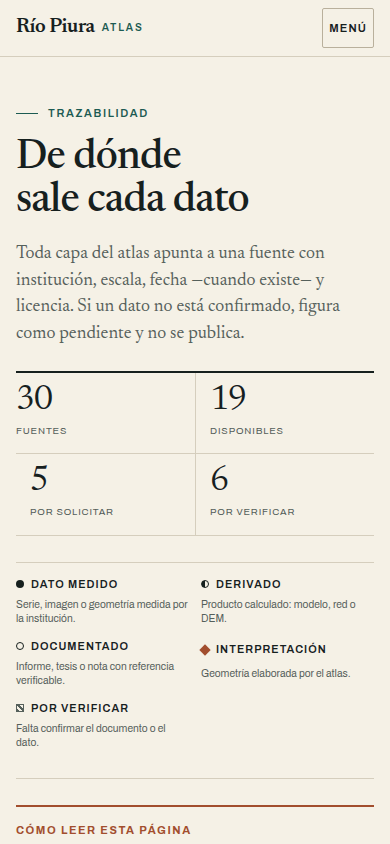 Río Piura ATLAS
MENÚ
TRAZABILIDAD
De dónde
sale cada dato
Toda capa del atlas apunta a una fuente con
institución, escala, fecha —cuando existe— y
licencia. Si un dato no está confirmado, figura
como pendiente y no se publica.
30
FUENTES
19
DISPONIBLES
5
POR SOLICITAR
6
POR VERIFICAR
DATO MEDIDO
Serie, imagen o geometría medida por
la institución.
DERIVADO
Producto calculado: modelo, red o
DEM.
DOCUMENTADO
Informe, tesis o nota con referencia
verificable.
INTERPRETACIÓN
Geometría elaborada por el atlas.
POR VERIFICAR
Falta confirmar el documento o el
dato.
CÓMO LEER ESTA PÁGINA